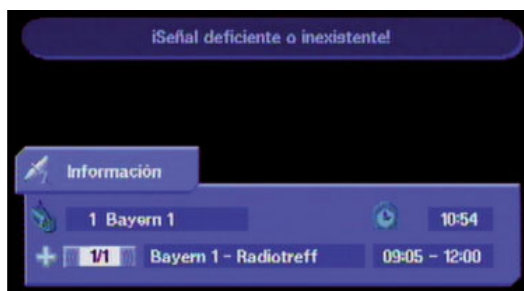 ¡Señal deficiente o inexistente!
Información
1 Bayern 1
10:54
1/1 Bayern 1 - Radiotreff 09:05 - 12:00